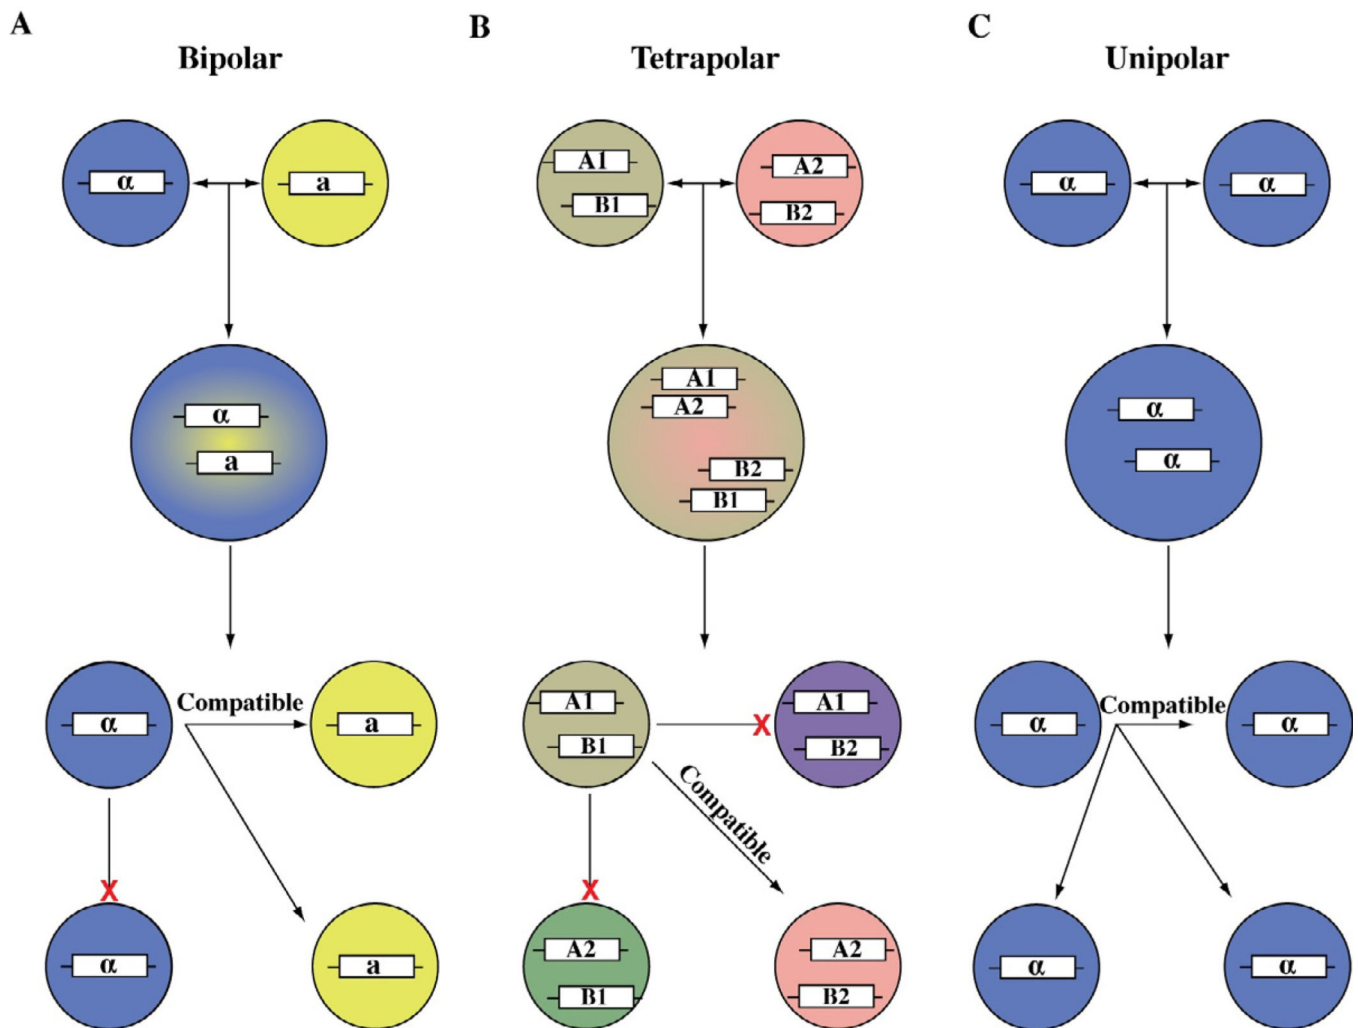 A
Bipolar
α
a
α
a
α
Compatible
a
X
α
a
B
Tetrapolar
A1
B1
A2
B2
A1
A2
B2
B1
A1
B1
X
A1
B2
Compatible
X
A2
B1
A2
B2
C
Unipolar
α
α
α
α
α
Compatible
α
α
α